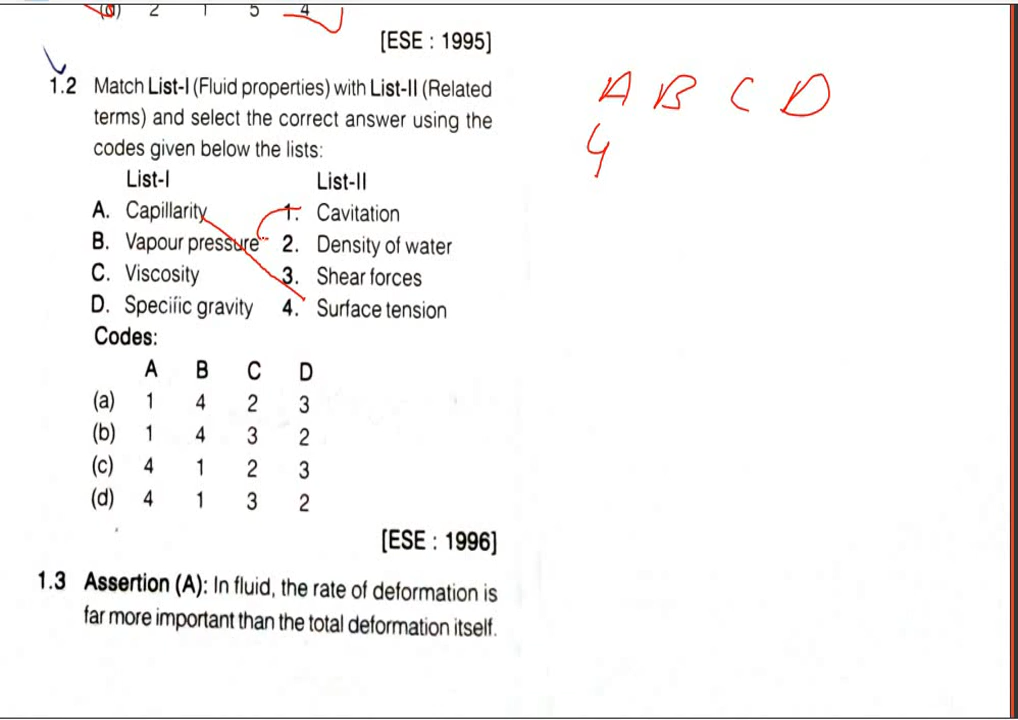 (d) 2 1 5 4
[ESE : 1995]
1.2 Match List-I (Fluid properties) with List-II (Related
terms) and select the correct answer using the
codes given below the lists:
List-I List-II
A. Capillarity 1. Cavitation
B. Vapour pressure 2. Density of water
C. Viscosity 3. Shear forces
D. Specific gravity 4. Surface tension
Codes:
A B C D
(a) 1 4 2 3
(b) 1 4 3 2
(c) 4 1 2 3
(d) 4 1 3 2
[ESE : 1996]
1.3 Assertion (A): In fluid, the rate of deformation is
far more important than the total deformation itself.
A B C D
4